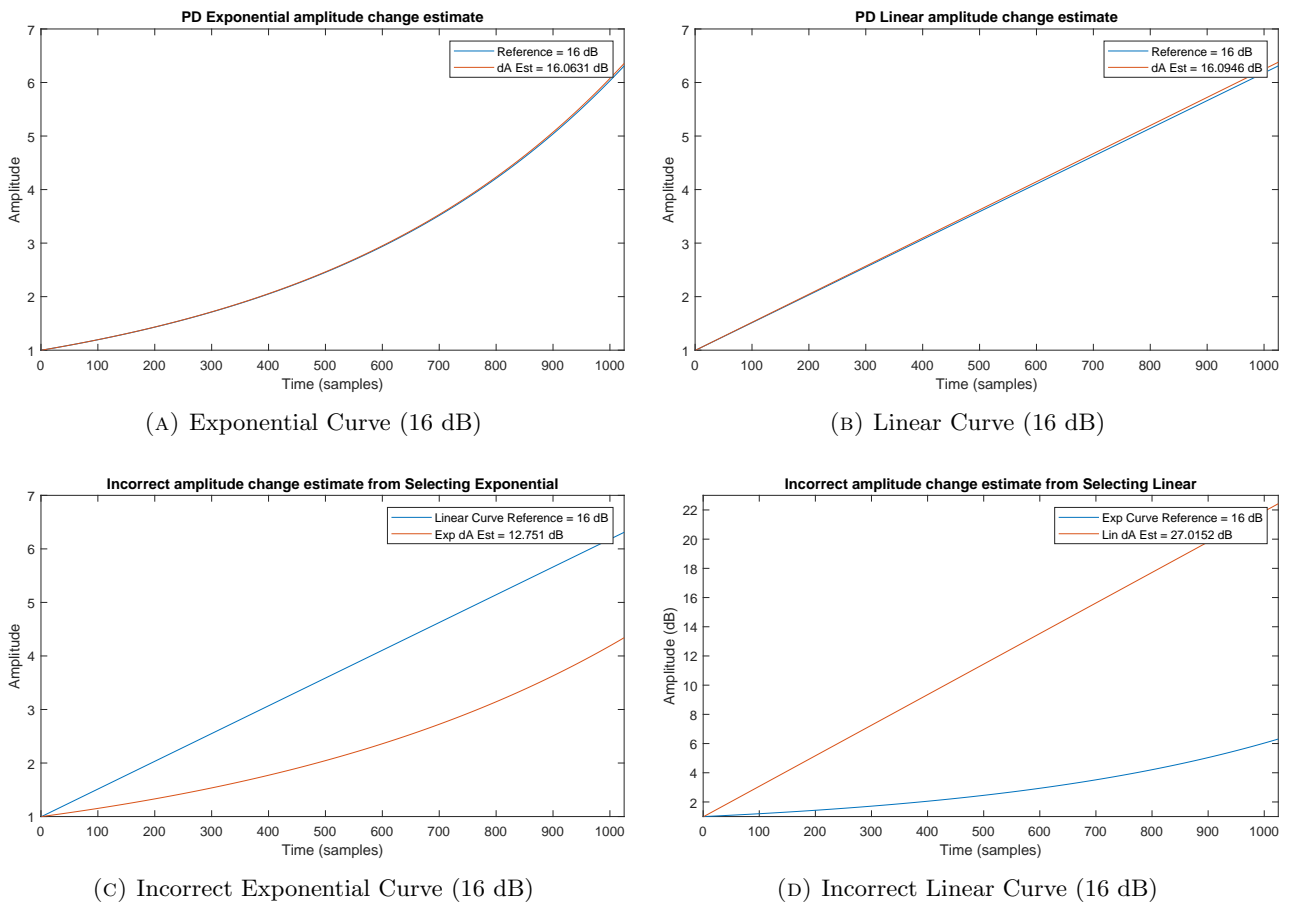 PD Exponential amplitude change estimate
7
6
5
4
3
2
1
Amplitude
Reference = 16 dB
dA Est = 16.0631 dB
0 100 200 300 400 500 600 700 800 900 1000
Time (samples)
(A) Exponential Curve (16 dB)
PD Linear amplitude change estimate
7
6
5
4
3
2
1
Amplitude
Reference = 16 dB
dA Est = 16.0946 dB
0 100 200 300 400 500 600 700 800 900 1000
Time (samples)
(B) Linear Curve (16 dB)
Incorrect amplitude change estimate from Selecting Exponential
7
6
5
4
3
2
1
Amplitude
Linear Curve Reference = 16 dB
Exp dA Est = 12.751 dB
0 100 200 300 400 500 600 700 800 900 1000
Time (samples)
(C) Incorrect Exponential Curve (16 dB)
Incorrect amplitude change estimate from Selecting Linear
22
20
18
16
14
12
10
8
6
4
2
Amplitude (dB)
Exp Curve Reference = 16 dB
Lin dA Est = 27.0152 dB
0 100 200 300 400 500 600 700 800 900 1000
Time (samples)
(D) Incorrect Linear Curve (16 dB)